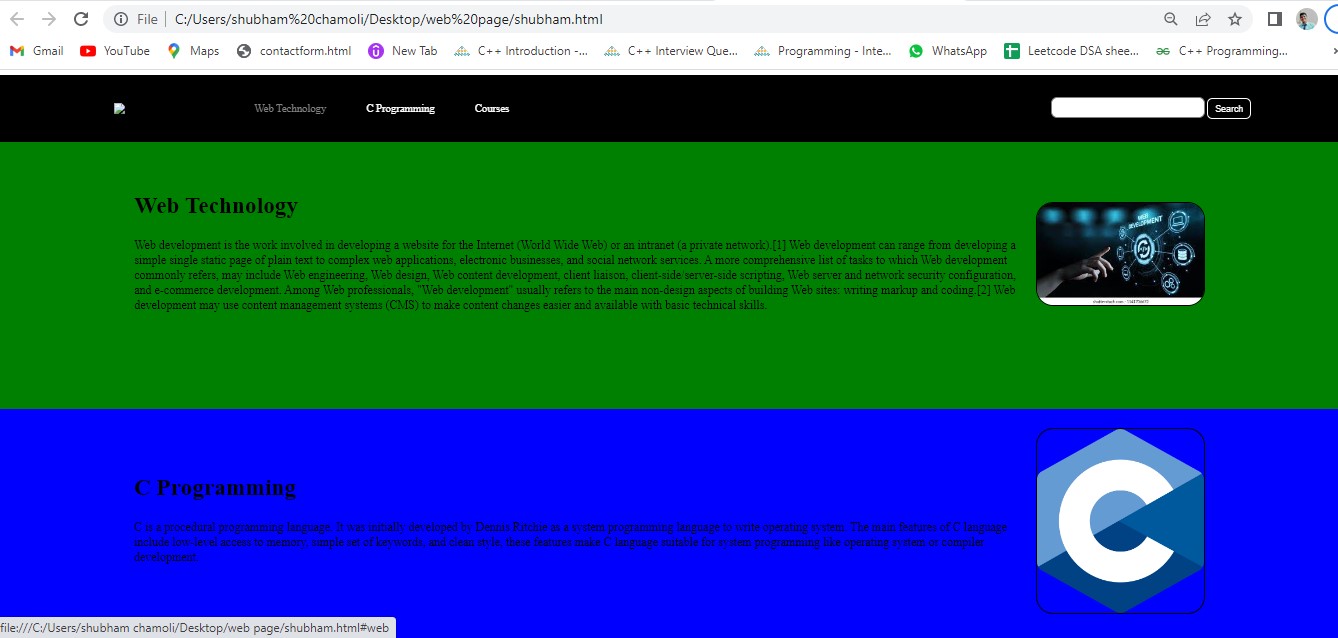 File C:/Users/shubham%20chamoli/Desktop/web%20page/shubham.html
Gmail YouTube Maps contactform.html New Tab C++ Introduction -... C++ Interview Que... Programming - Inte... WhatsApp Leetcode DSA shee... C++ Programming...
Web Technology C Programming Courses Search
Web Technology
Web development is the work involved in developing a website for the Internet (World Wide Web) or an intranet (a private network).[1] Web development can range from developing a
simple single static page of plain text to complex web applications, electronic businesses, and social network services. A more comprehensive list of tasks to which Web development
commonly refers, may include Web engineering, Web design, Web content development, client liaison, client-side/server-side scripting, Web server and network security configuration,
and e-commerce development. Among Web professionals, "Web development" usually refers to the main non-design aspects of building Web sites: writing markup and coding.[2] Web
development may use content management systems (CMS) to make content changes easier and available with basic technical skills.
WEB
DEVELOPMENT
C Programming
C is a procedural programming language. It was initially developed by Dennis Ritchie as a system programming language to write operating system. The main features of C language
include low-level access to memory, simple set of keywords, and clean style, these features make C language suitable for system programming like operating system or compiler
development.
file:///C:/Users/shubham chamoli/Desktop/web page/shubham.html#web